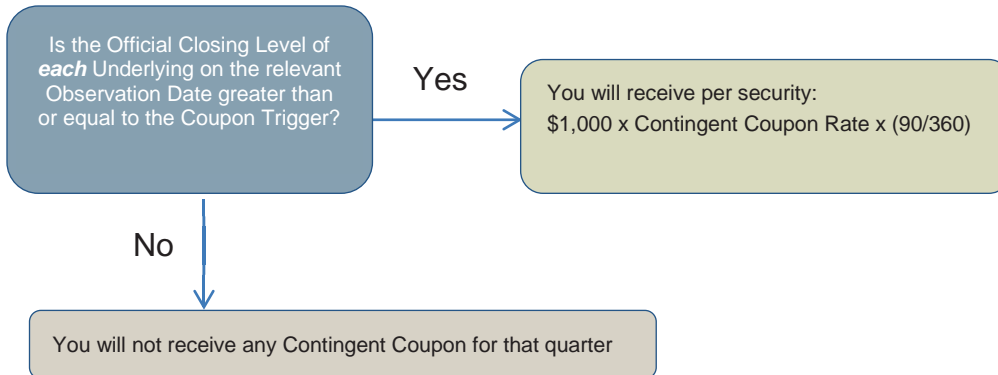 Is the Official Closing Level of
each Underlying on the relevant
Observation Date greater than
or equal to the Coupon Trigger?
Yes
You will receive per security:
$1,000 x Contingent Coupon Rate x (90/360)
No
You will not receive any Contingent Coupon for that quarter